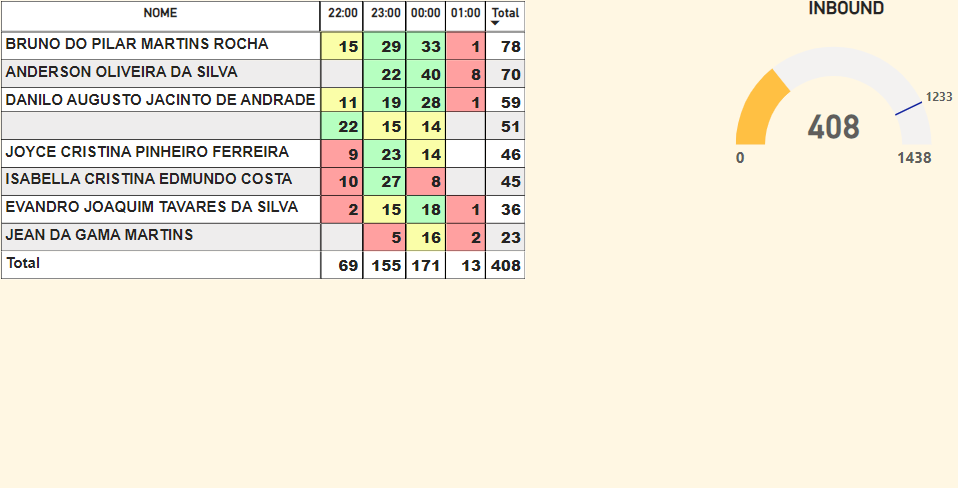 NOME 22:00 23:00 00:00 01:00 Total
BRUNO DO PILAR MARTINS ROCHA 15 29 33 1 78
ANDERSON OLIVEIRA DA SILVA 22 40 8 70
DANILO AUGUSTO JACINTO DE ANDRADE 11 19 28 1 59
22 15 14 51
JOYCE CRISTINA PINHEIRO FERREIRA 9 23 14 46
ISABELLA CRISTINA EDMUNDO COSTA 10 27 8 45
EVANDRO JOAQUIM TAVARES DA SILVA 2 15 18 1 36
JEAN DA GAMA MARTINS 5 16 2 23
Total 69 155 171 13 408
INBOUND
1233
408
0 1438